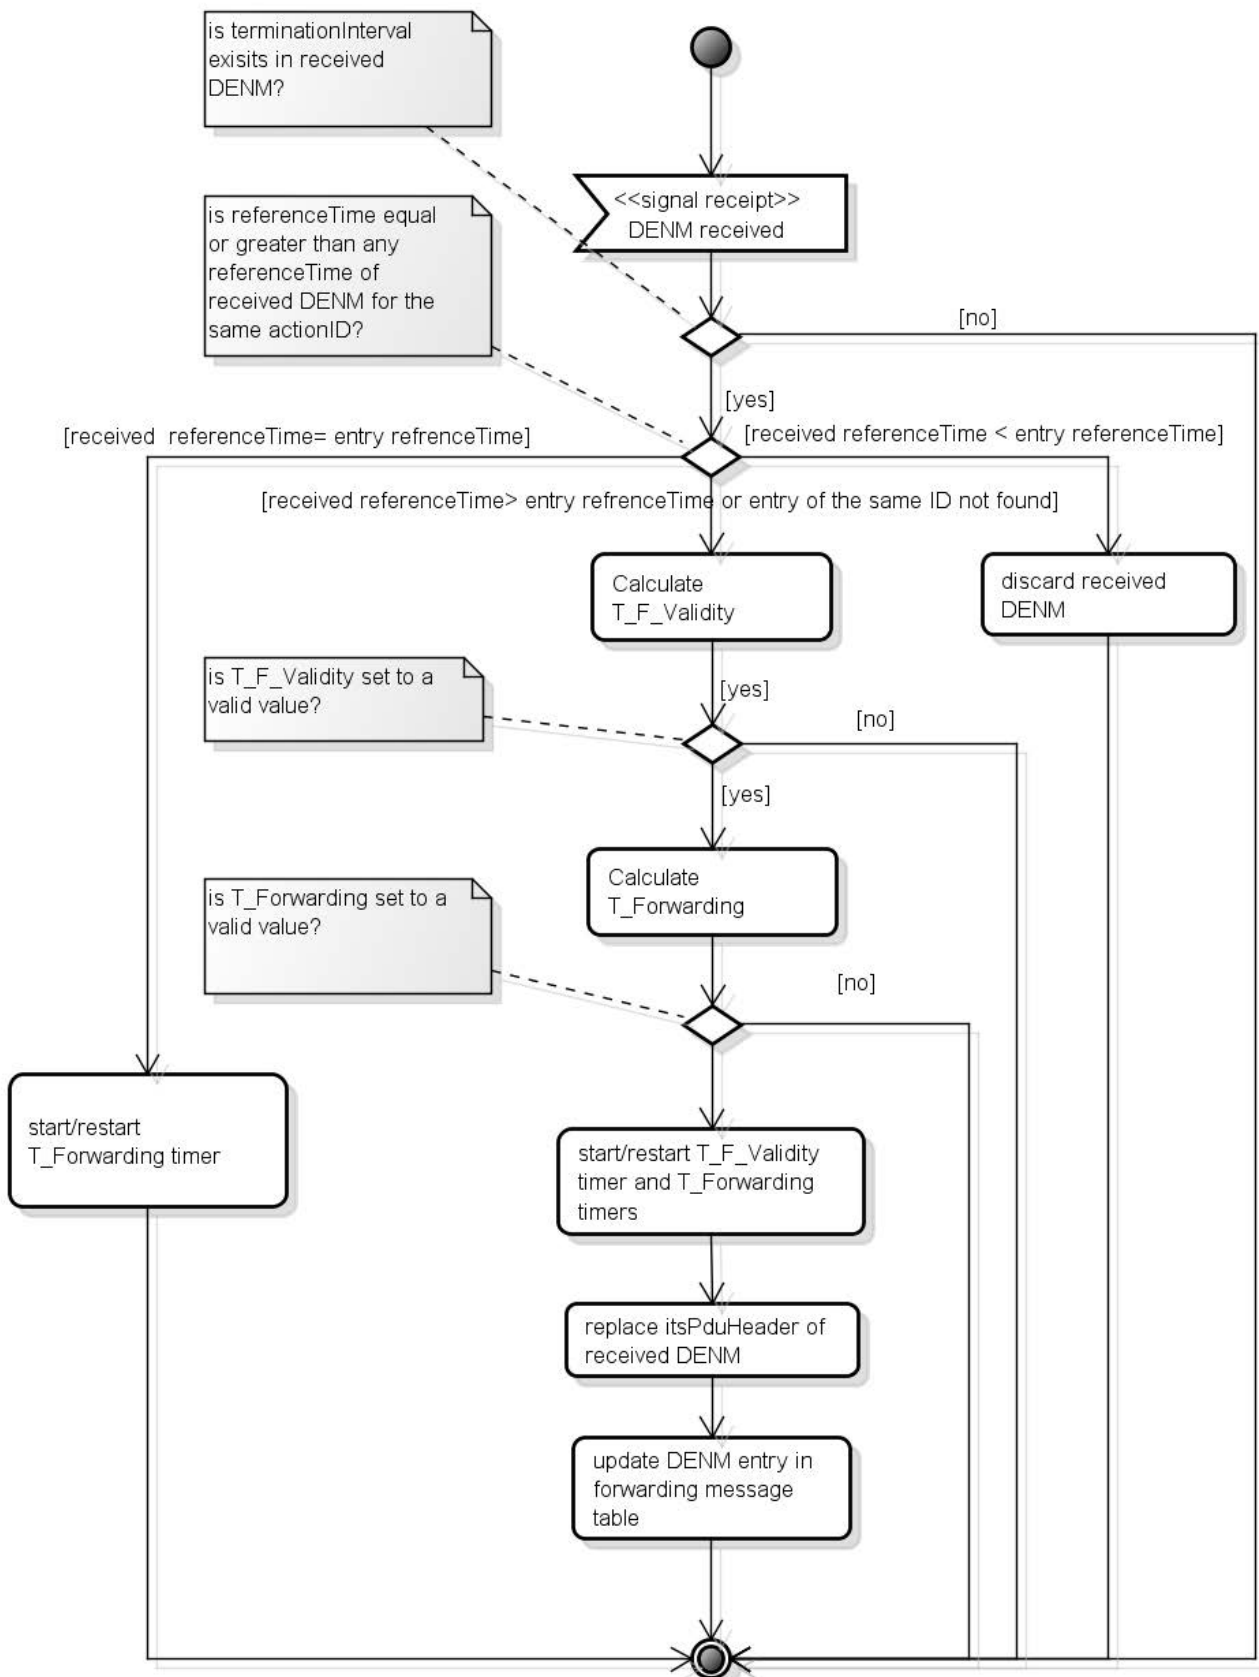 is terminationInterval
exisits in received
DENM?
<<signal receipt>>
DENM received
is referenceTime equal
or greater than any
referenceTime of
received DENM for the
same actionID?
[no]
[yes]
[received  referenceTime= entry refrenceTime]
[received referenceTime < entry referenceTime]
[received referenceTime> entry refrenceTime or entry of the same ID not found]
Calculate
T_F_Validity
discard received
DENM
is T_F_Validity set to a
valid value?
[yes]
[no]
[yes]
Calculate
T_Forwarding
is T_Forwarding set to a
valid value?
[no]
start/restart
T_Forwarding timer
start/restart T_F_Validity
timer and T_Forwarding
timers
replace itsPduHeader of
received DENM
update DENM entry in
forwarding message
table